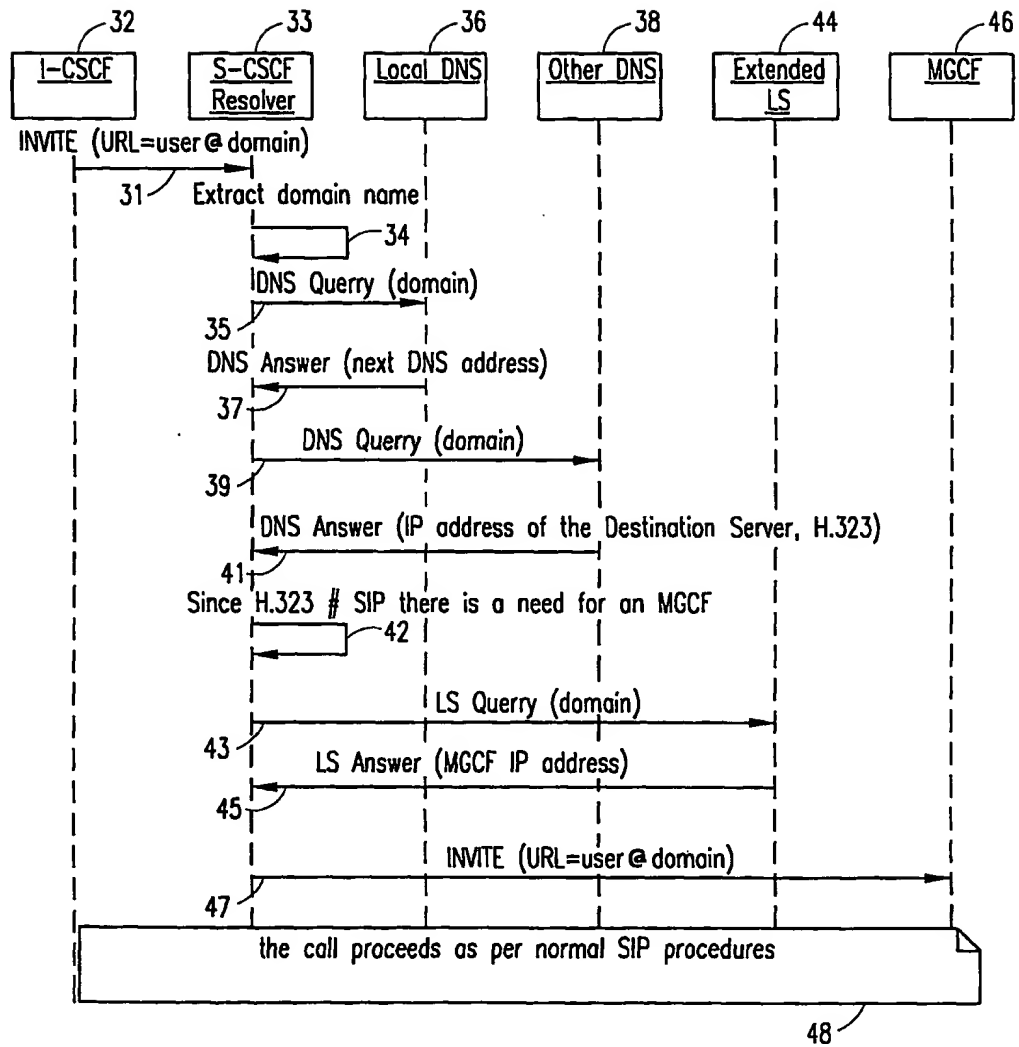 32 33 36 38 44 46
I-CSCF S-CSCF Resolver Local DNS Other DNS Extended LS MGCF
INVITE (URL=user@domain)
31
Extract domain name
34
DNS Querry (domain)
35
DNS Answer (next DNS address)
37
DNS Querry (domain)
39
DNS Answer (IP address of the Destination Server, H.323)
41
Since H.323 # SIP there is a need for an MGCF
42
LS Querry (domain)
43
LS Answer (MGCF IP address)
45
INVITE (URL=user@domain)
47
the call proceeds as per normal SIP procedures
48